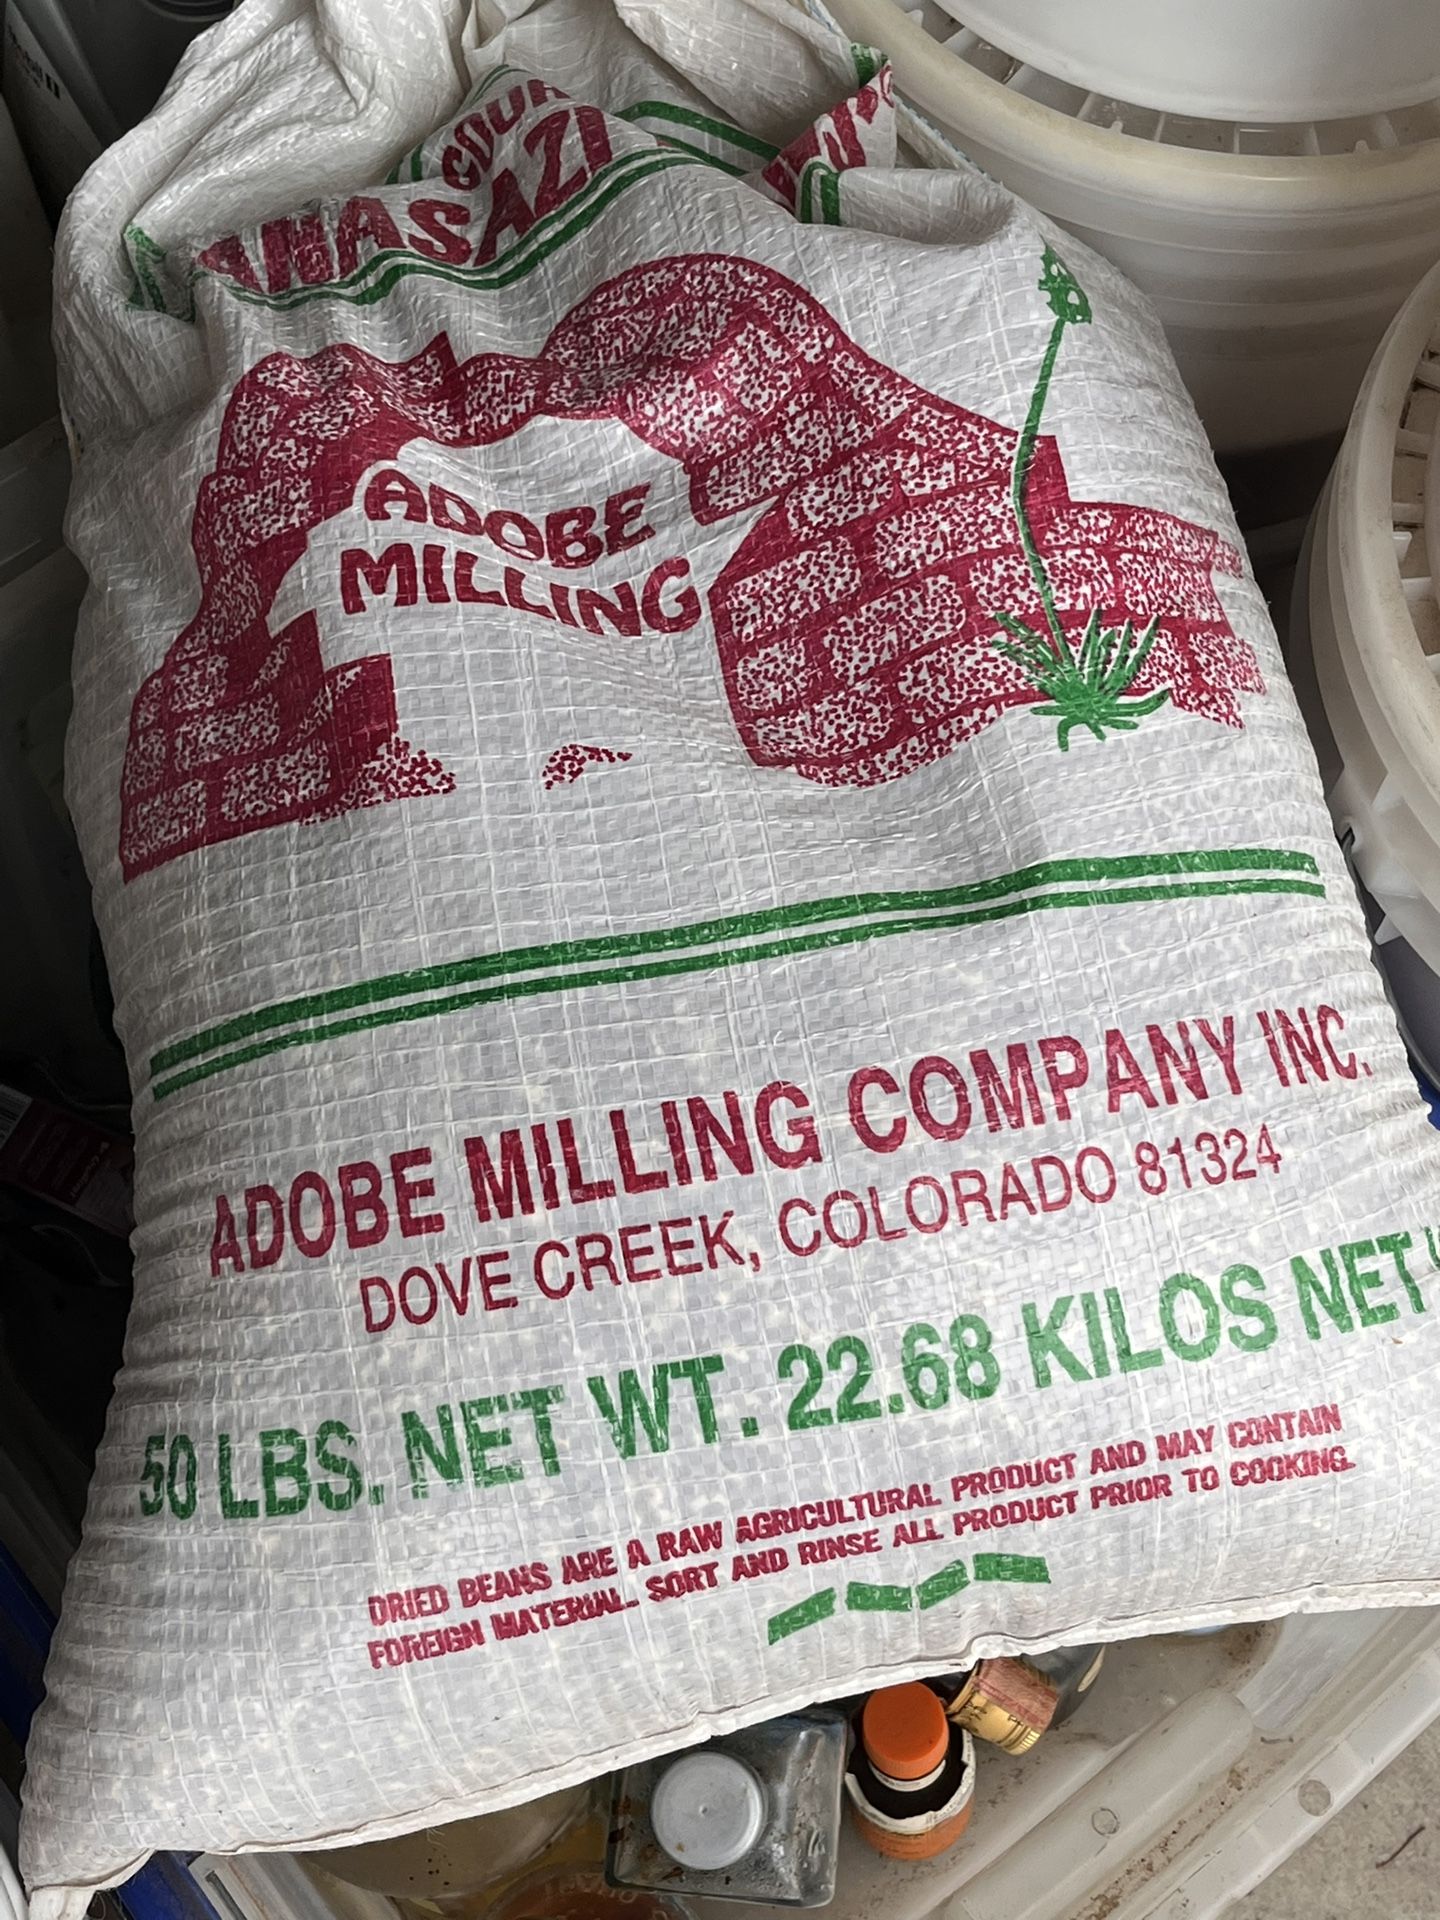 ANASAZI
ADOBE
MILLING
ADOBE MILLING COMPANY INC.
DOVE CREEK, COLORADO 81324
50 LBS. NET WT. 22.68 KILOS NET
DRIED BEANS ARE A RAW AGRICULTURAL PRODUCT AND MAY CONTAIN
FOREIGN MATERIAL. SORT AND RINSE ALL PRODUCT PRIOR TO COOKING.